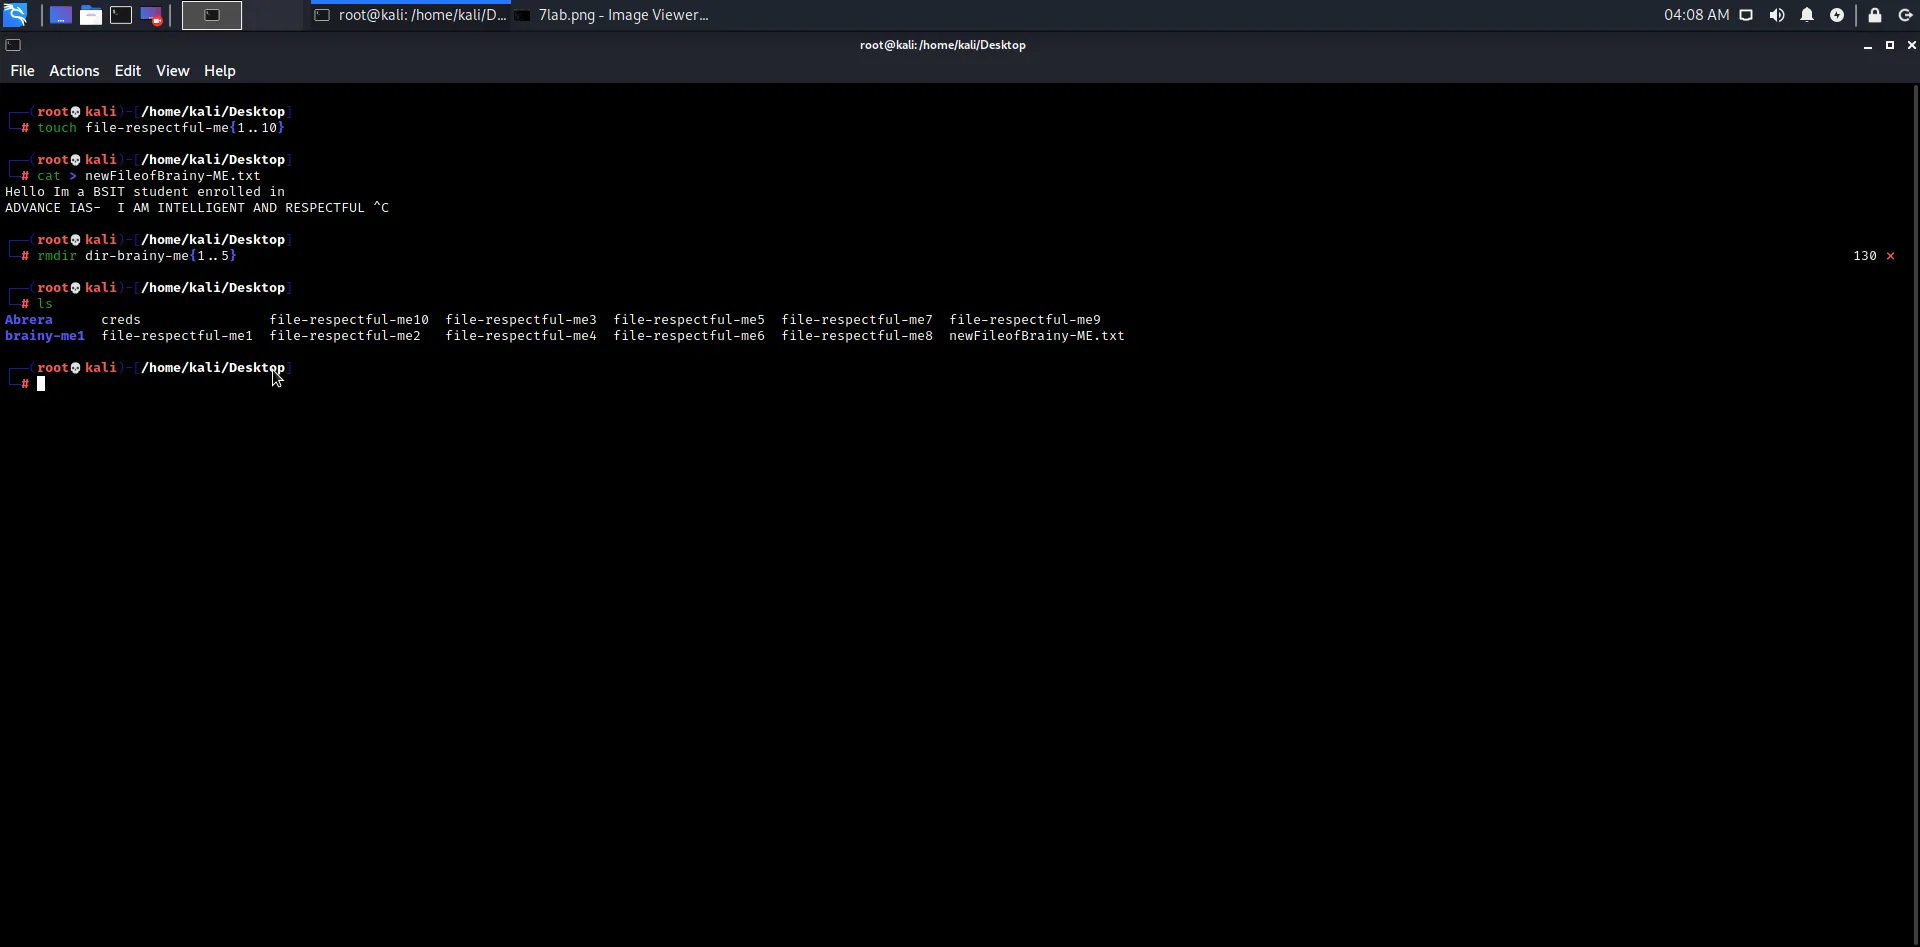 root@kali: /home/kali/D... 7lab.png - Image Viewer... 04:08 AM
root@kali: /home/kali/Desktop
File Actions Edit View Help
┌──(root💀kali)-[/home/kali/Desktop]
└─# touch file-respectful-me{1..10}
┌──(root💀kali)-[/home/kali/Desktop]
└─# cat > newFileofBrainy-ME.txt
Hello Im a BSIT student enrolled in
ADVANCE IAS-  I AM INTELLIGENT AND RESPECTFUL ^C
┌──(root💀kali)-[/home/kali/Desktop]
└─# rmdir dir-brainy-me{1..5} 130 ⨯
┌──(root💀kali)-[/home/kali/Desktop]
└─# ls
Abrera creds file-respectful-me10 file-respectful-me3 file-respectful-me5 file-respectful-me7 file-respectful-me9
brainy-me1 file-respectful-me1 file-respectful-me2 file-respectful-me4 file-respectful-me6 file-respectful-me8 newFileofBrainy-ME.txt
┌──(root💀kali)-[/home/kali/Desktop]
└─#